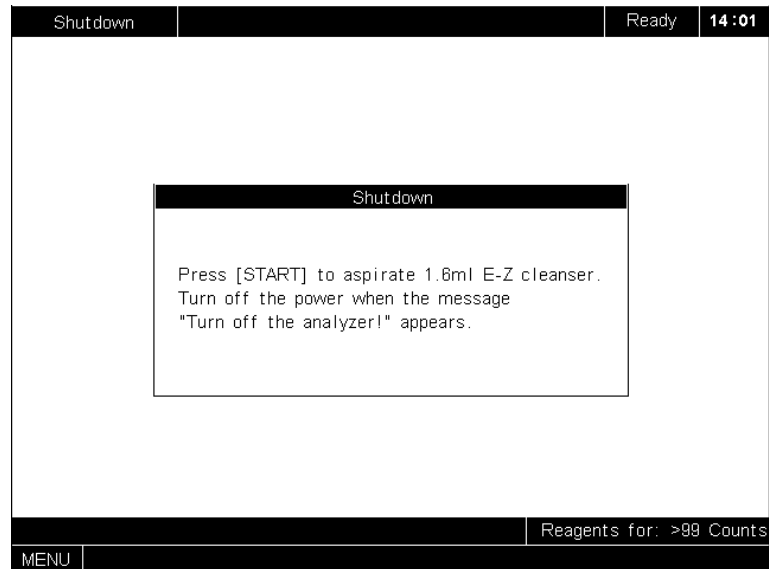 Shutdown Ready 14:01
Shutdown
Press [START] to aspirate 1.6ml E-Z cleanser.
Turn off the power when the message
"Turn off the analyzer!" appears.
Reagents for: >99 Counts
MENU